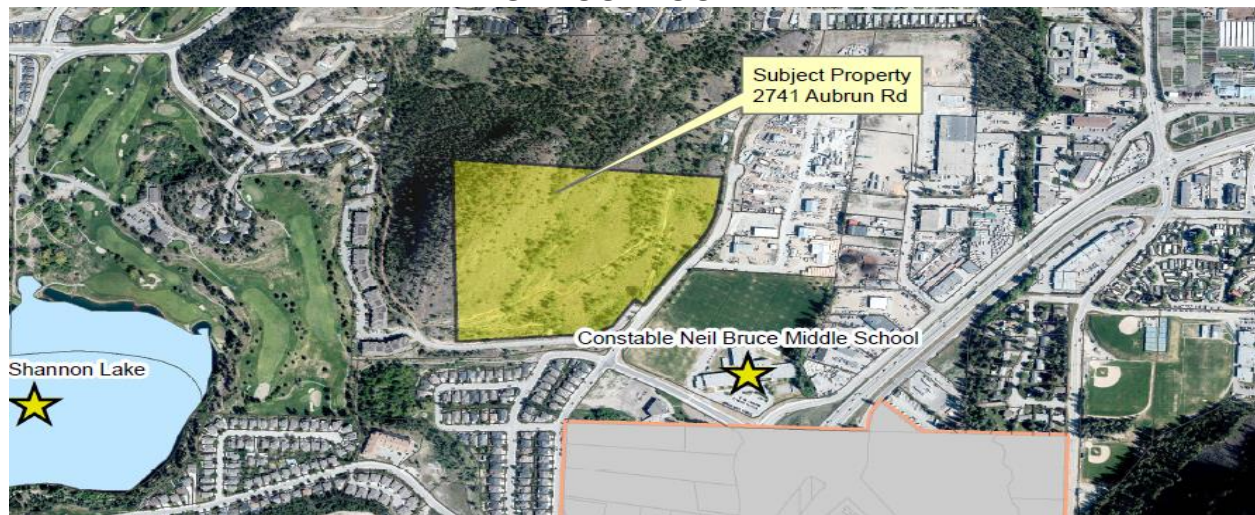 Subject Property
2741 Aubrun Rd
Constable Neil Bruce Middle School
Shannon Lake